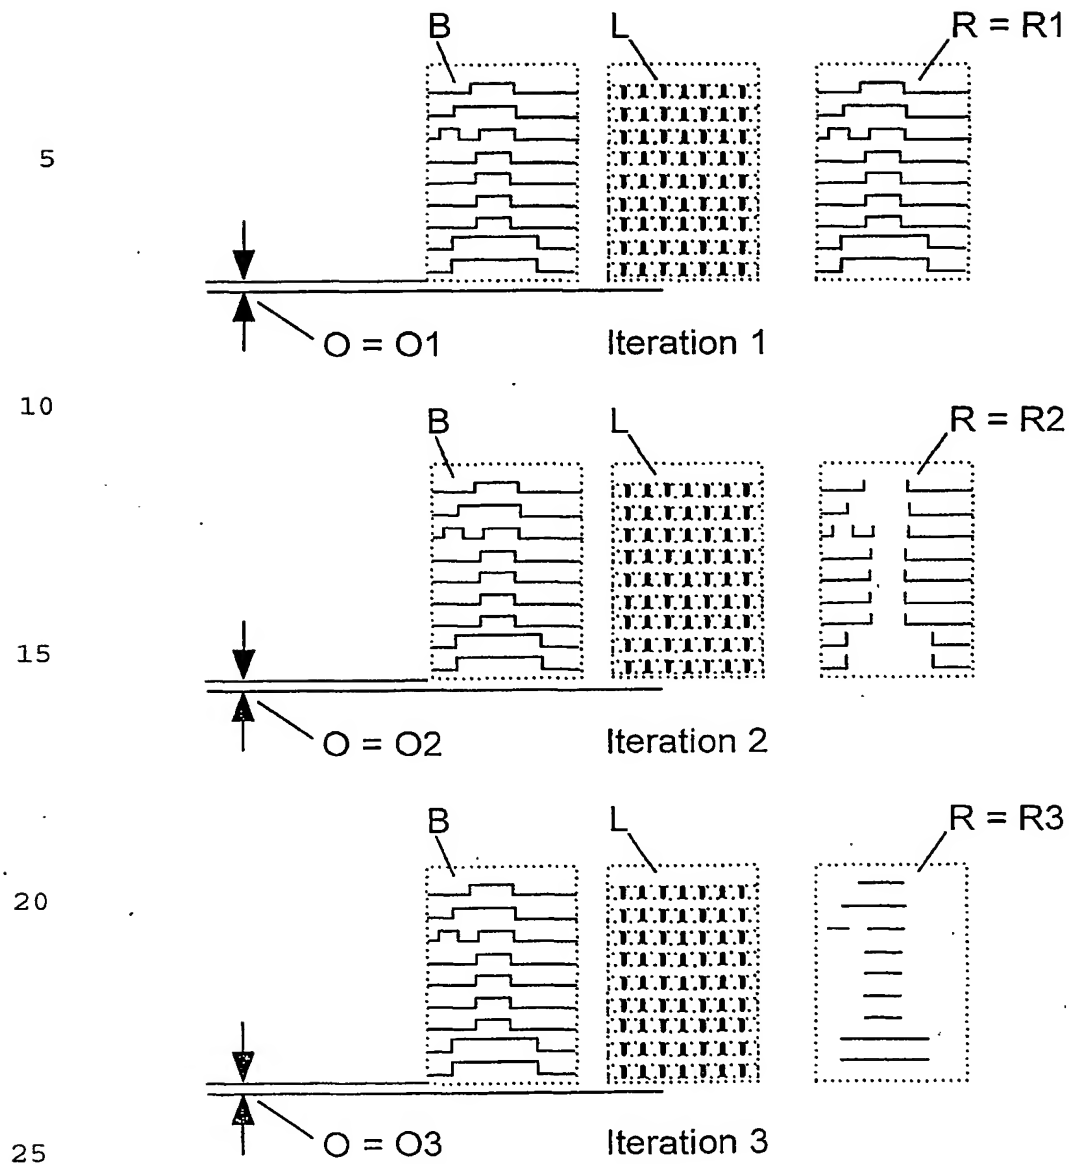 B L R = R1
5
O = O1 Iteration 1
10
B L R = R2
15
O = O2 Iteration 2
B L R = R3
20
O = O3 Iteration 3
25